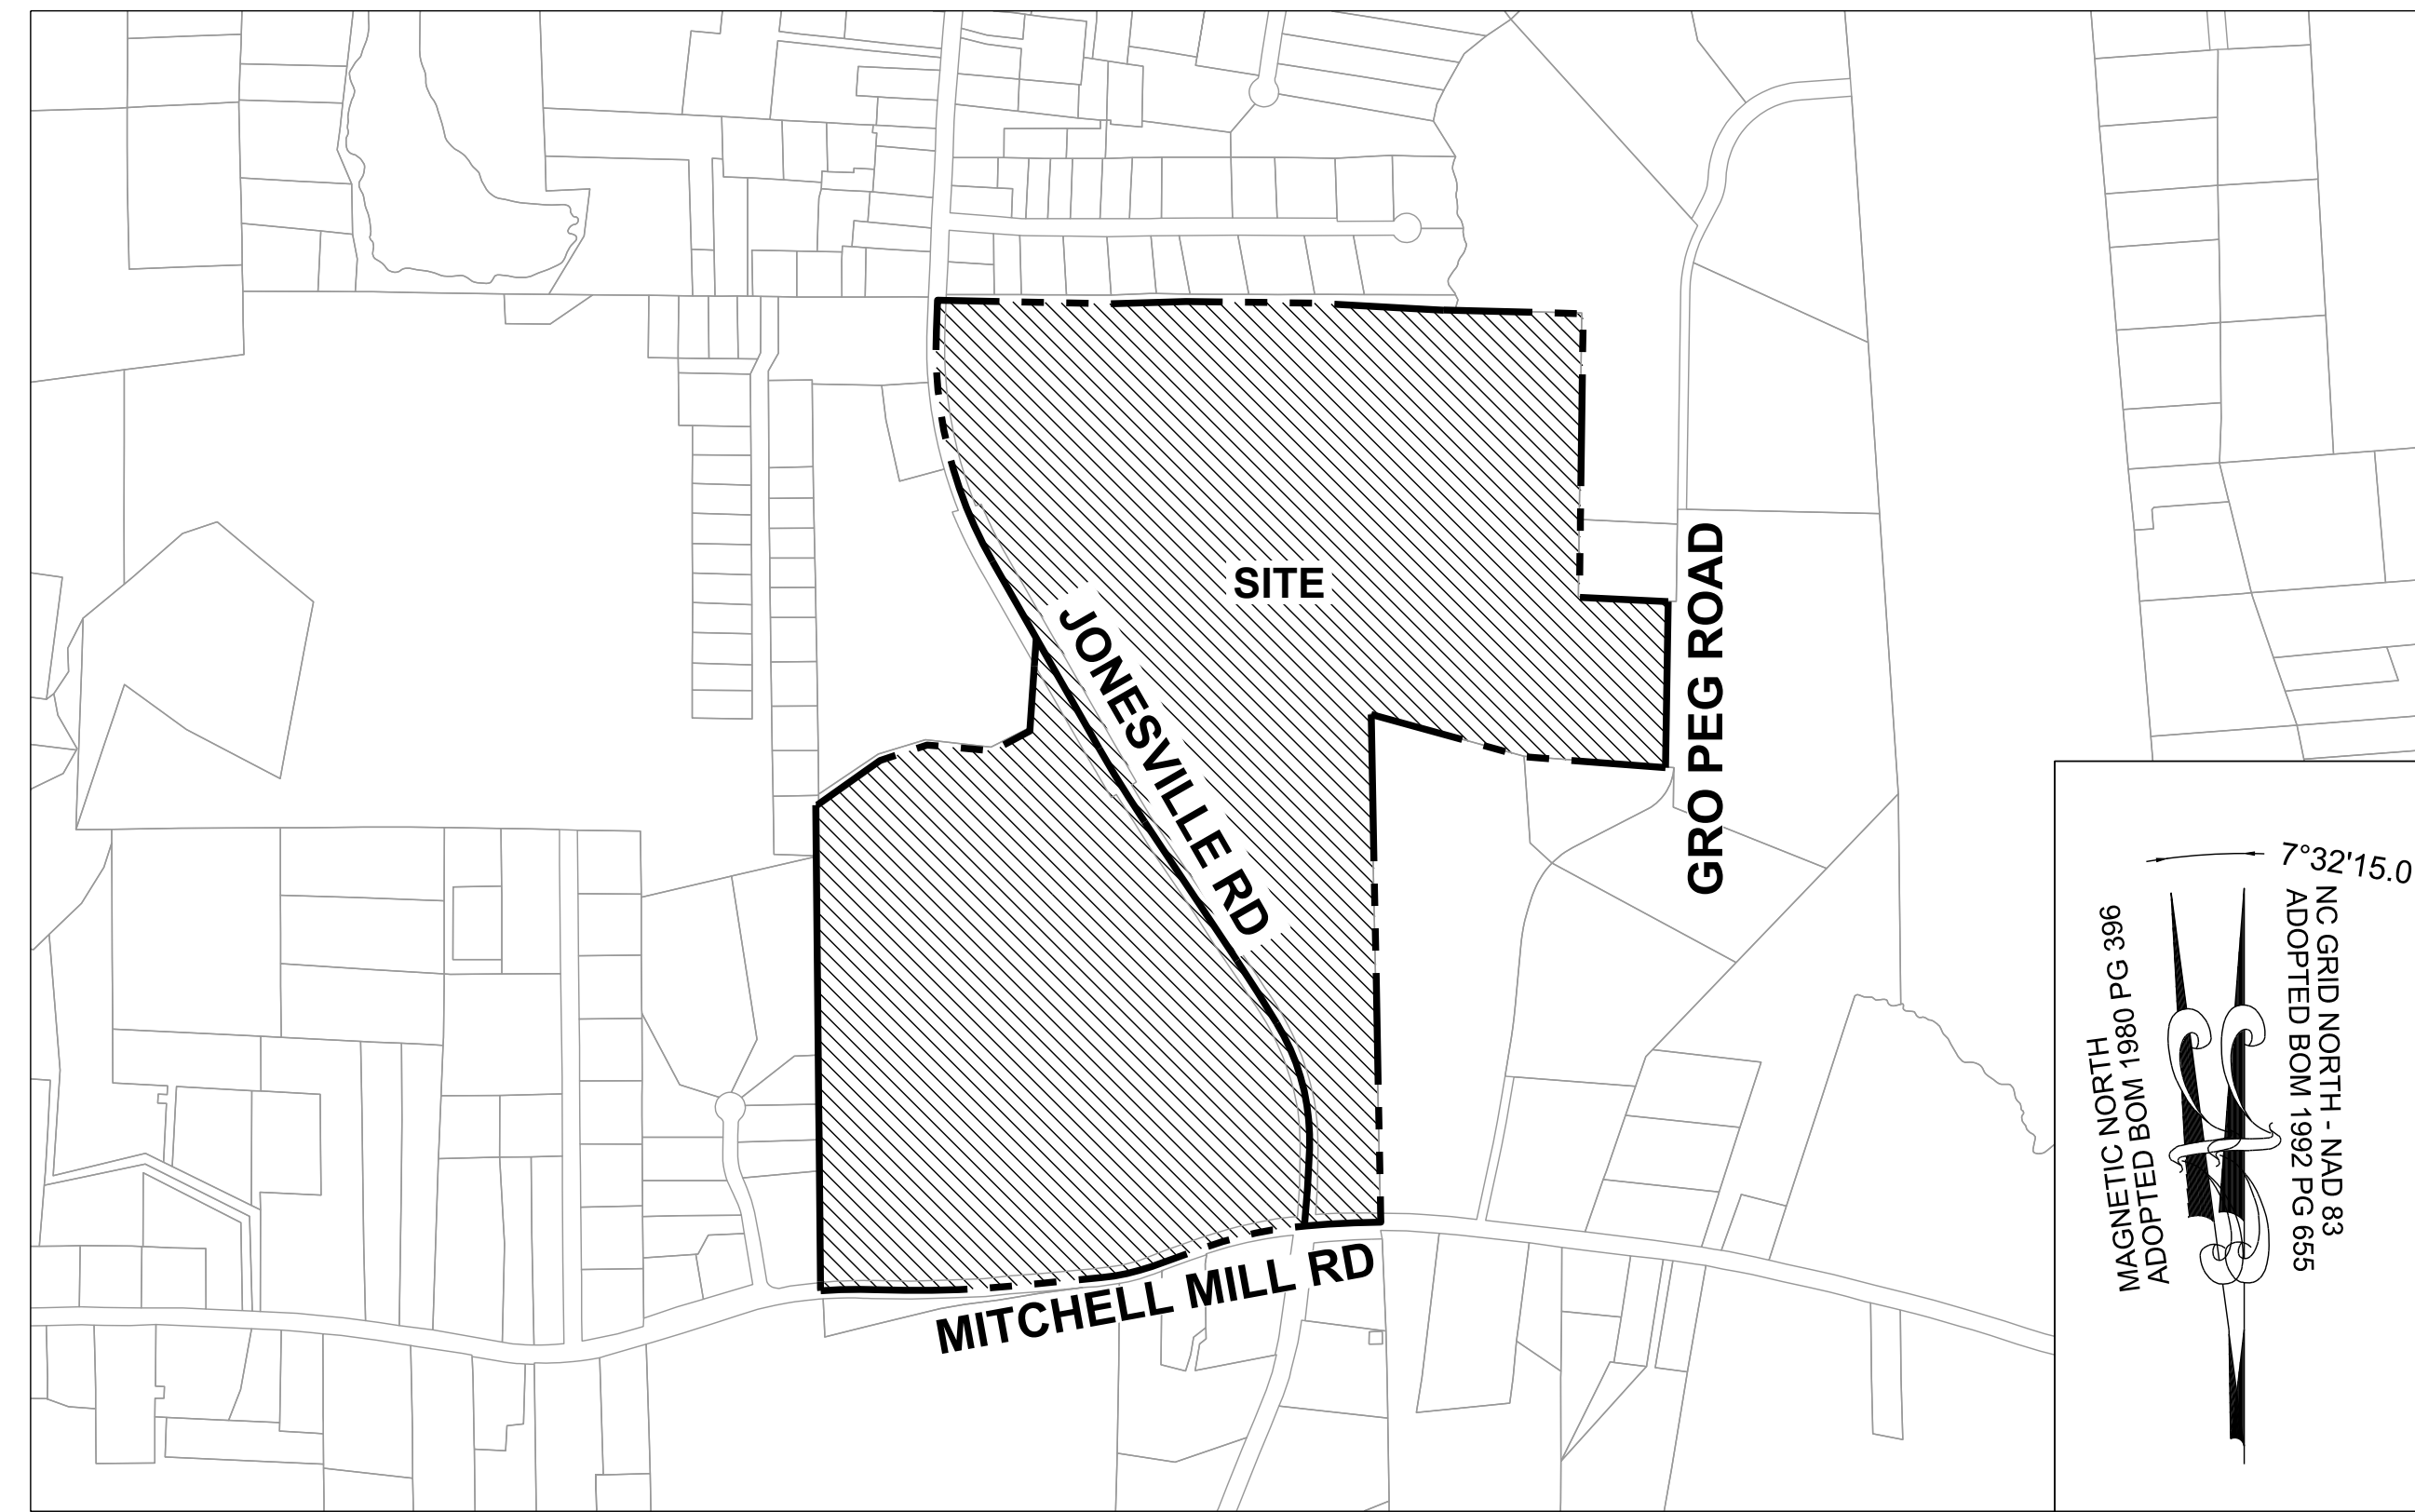 SITE
JONESVILLE RD
GRO PEG ROAD
MITCHELL MILL RD
7°32'15.0
NC GRID NORTH - NAD 83
ADOPTED BOM 1992 PG 655
MAGNETIC NORTH
ADOPTED BOM 1980 PG 396